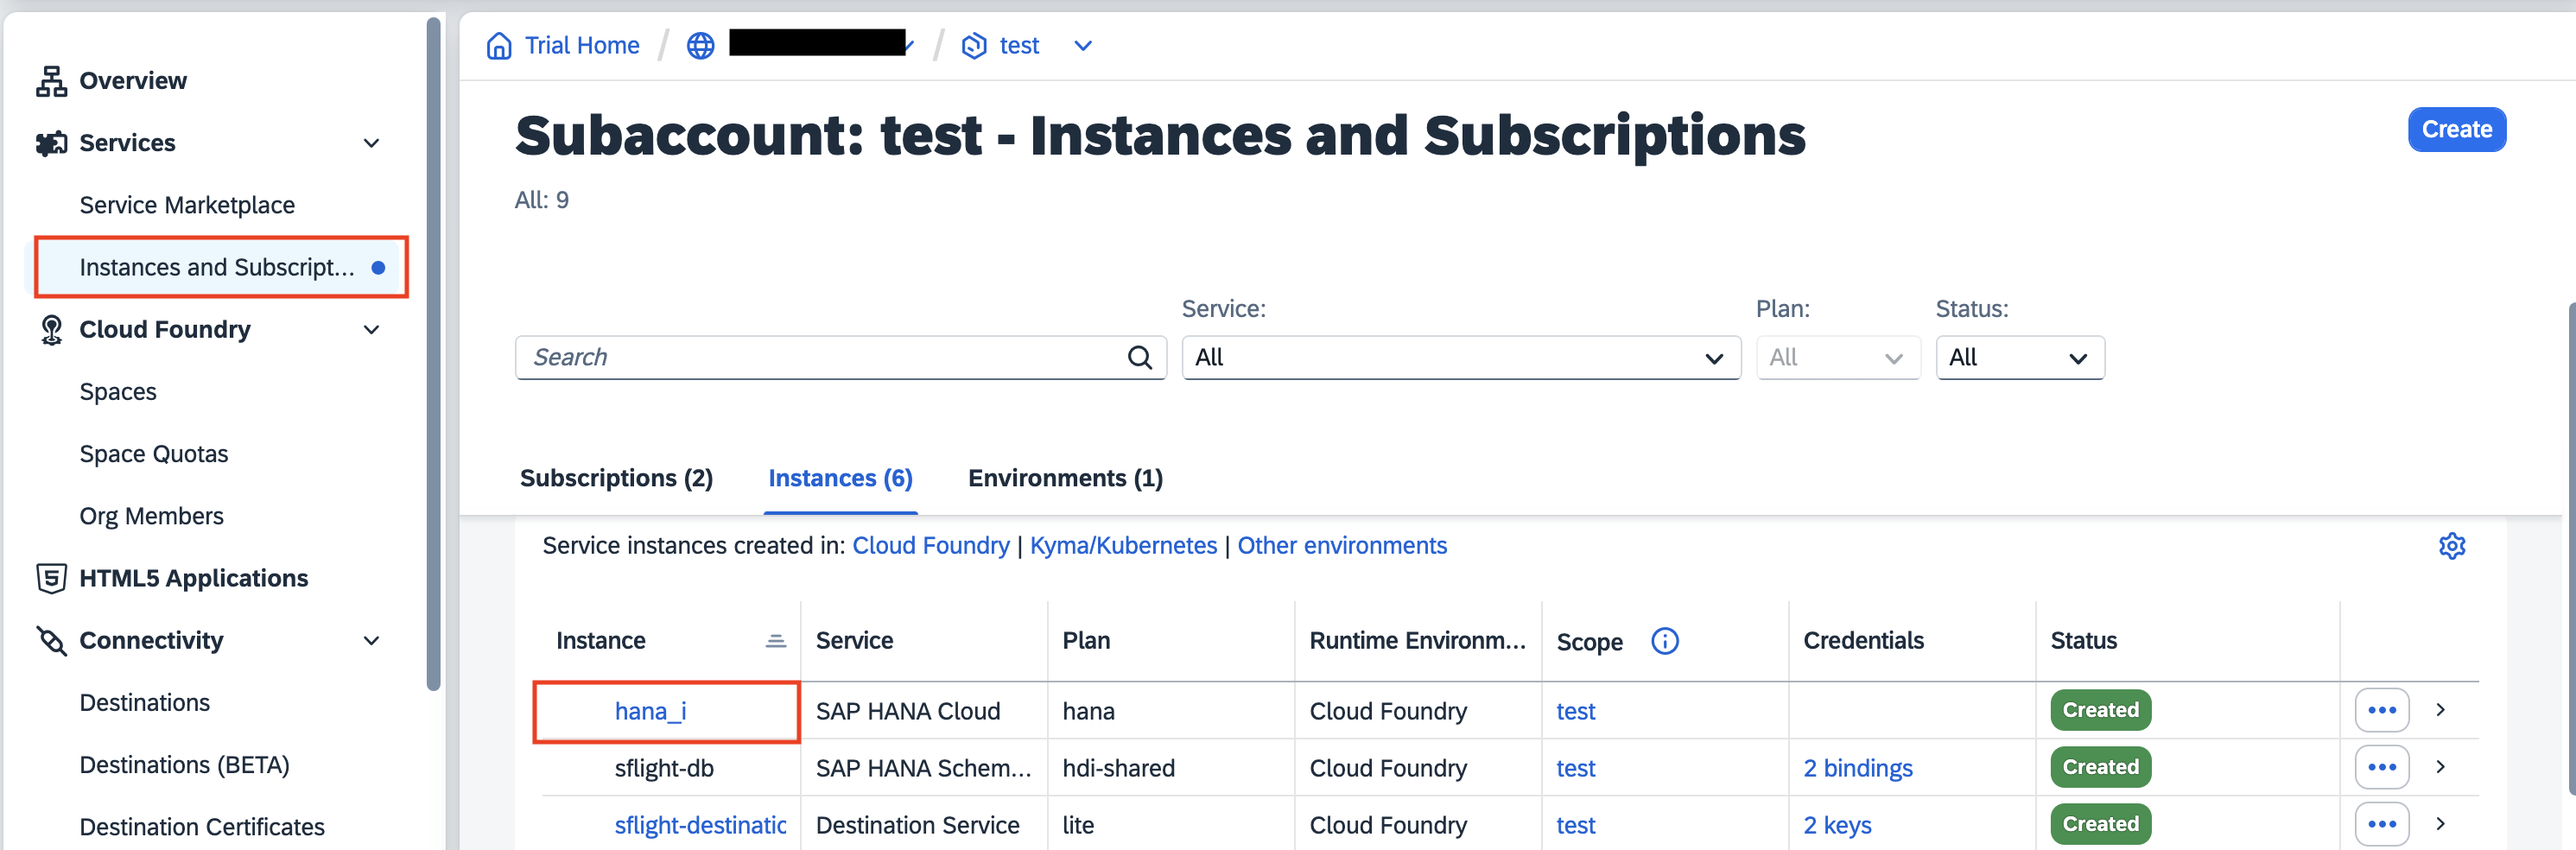 Trial Home / / test
Overview
Services
Service Marketplace
Instances and Subscript...
Cloud Foundry
Spaces
Space Quotas
Org Members
HTML5 Applications
Connectivity
Destinations
Destinations (BETA)
Destination Certificates
Subaccount: test - Instances and Subscriptions
Create
All: 9
Service: Plan: Status:
Search All All All
Subscriptions (2) Instances (6) Environments (1)
Service instances created in: Cloud Foundry | Kyma/Kubernetes | Other environments
Instance Service Plan Runtime Environm... Scope Credentials Status
hana_i SAP HANA Cloud hana Cloud Foundry test Created
sflight-db SAP HANA Schem... hdi-shared Cloud Foundry test 2 bindings Created
sflight-destinatic Destination Service lite Cloud Foundry test 2 keys Created